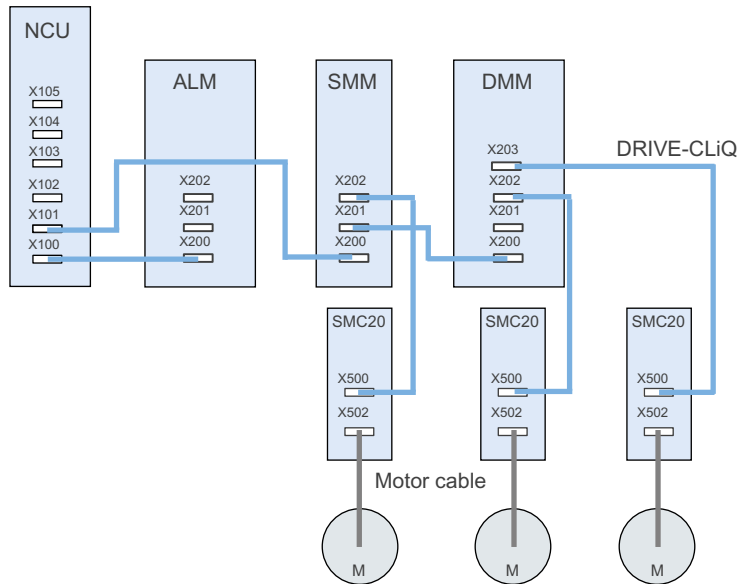 NCU
X105
X104
X103
X102
X101
X100
ALM
X202
X201
X200
SMM
X202
X201
X200
DMM
X203
X202
X201
X200
DRIVE-CLiQ
SMC20
X500
X502
SMC20
X500
X502
SMC20
X500
X502
Motor cable
M
M
M